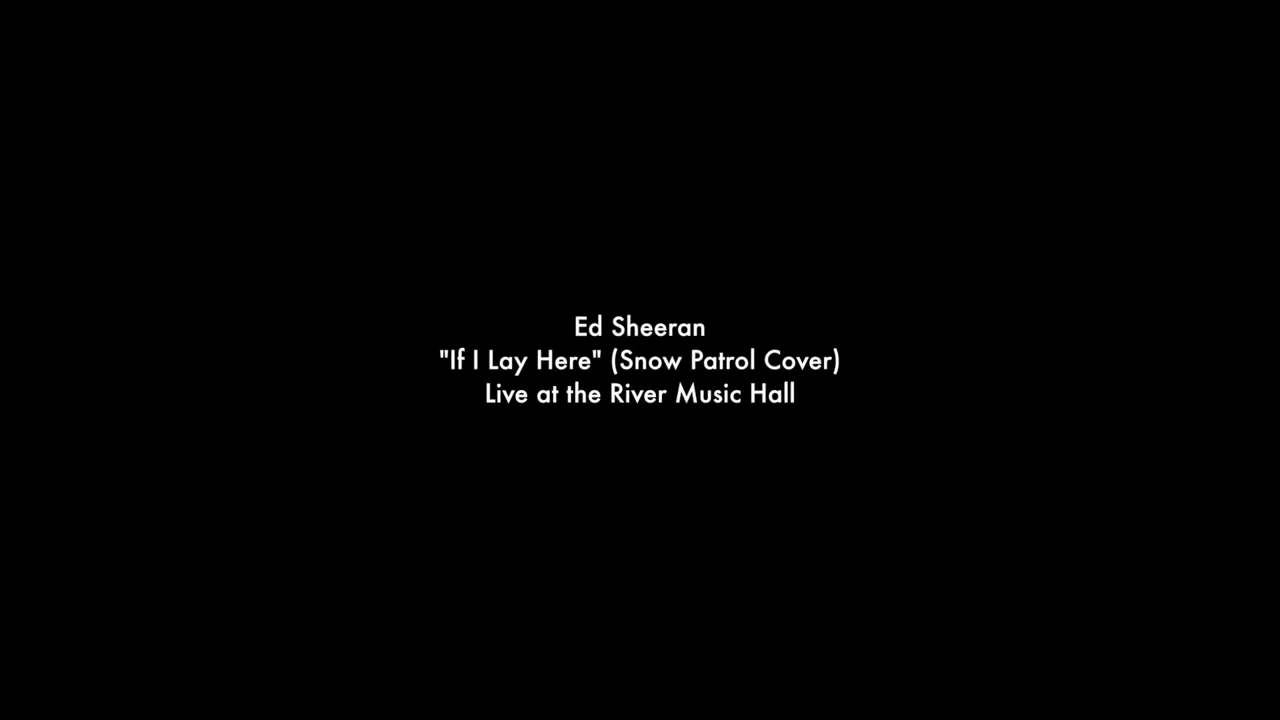 Ed Sheeran
"If I Lay Here" (Snow Patrol Cover)
Live at the River Music Hall